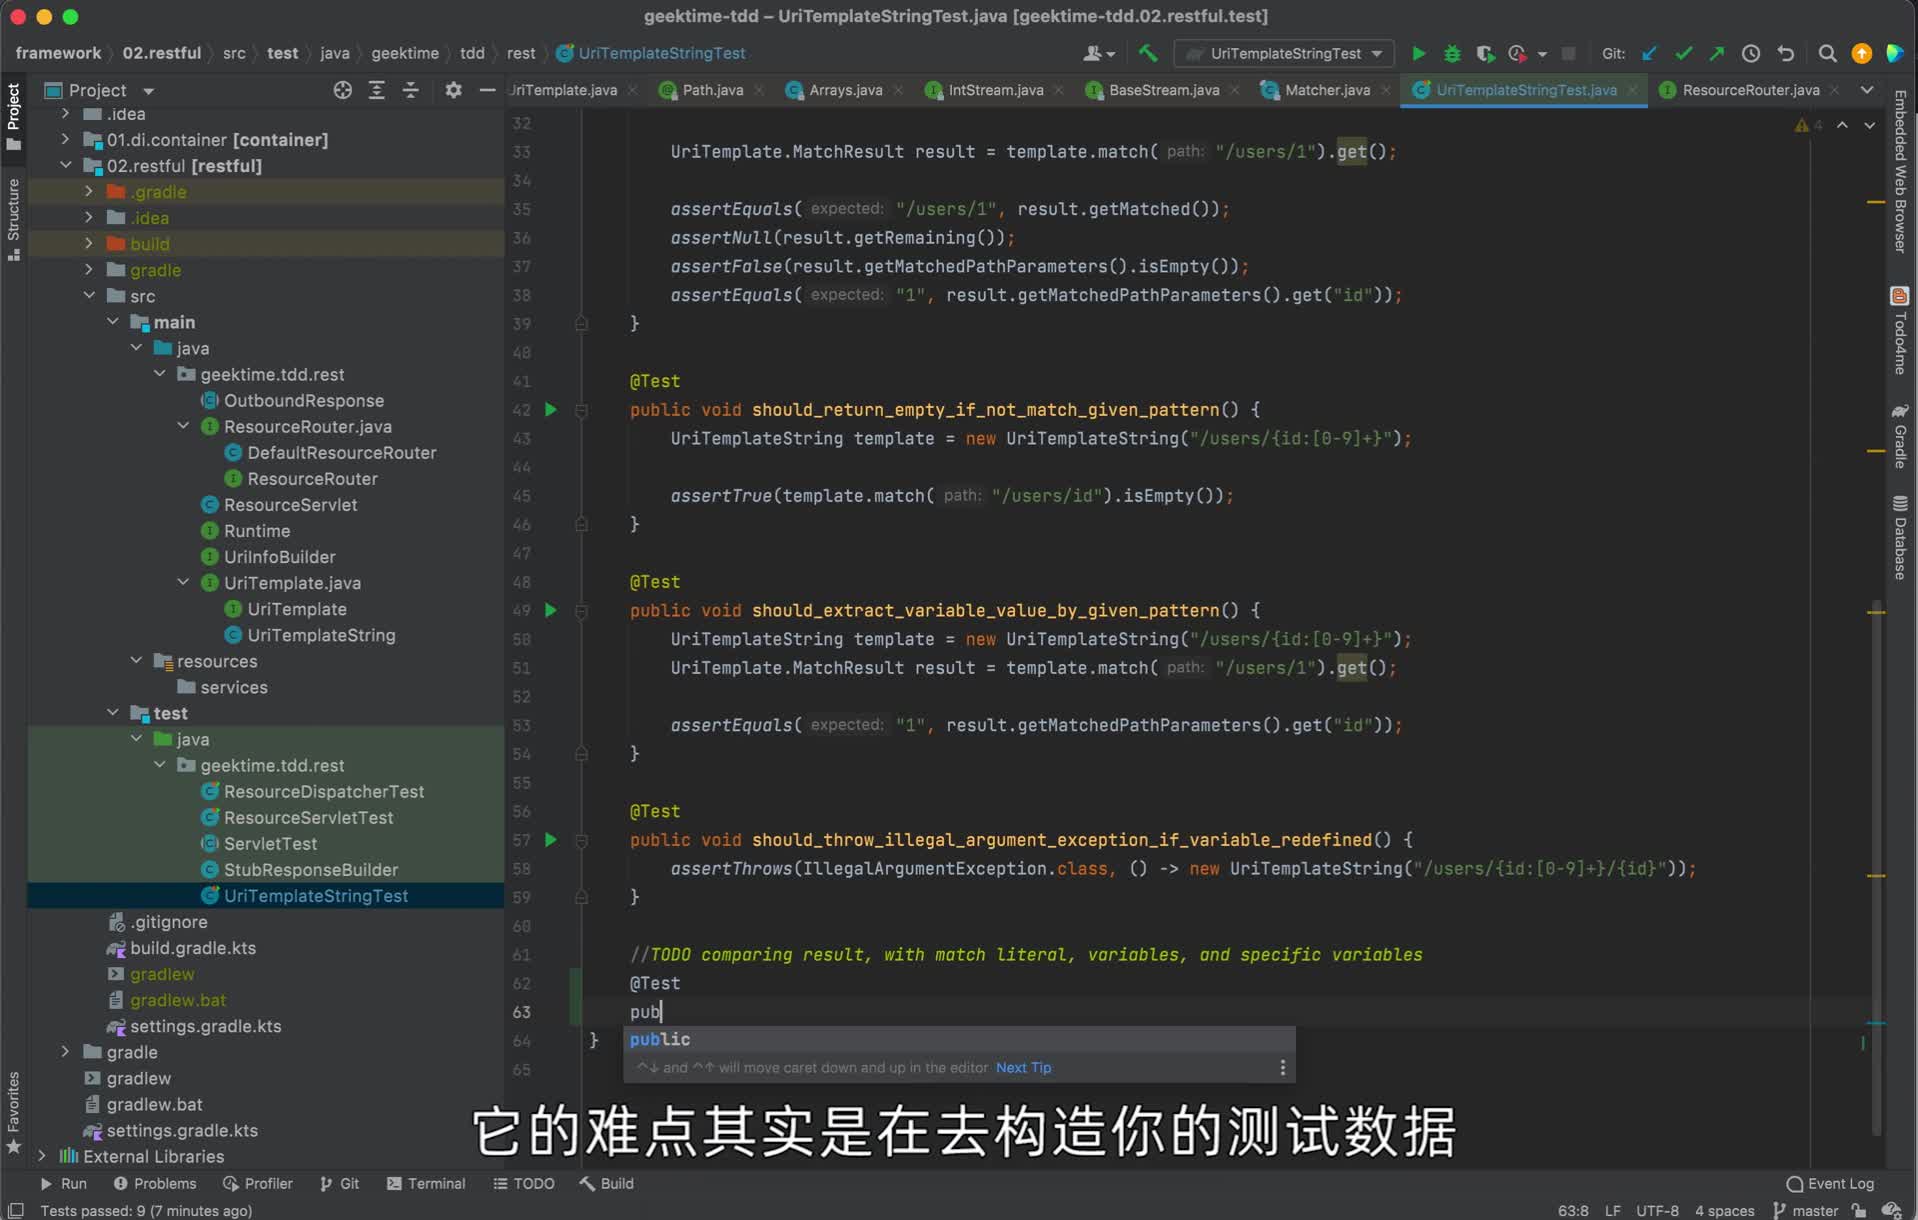 geektime-tdd – UriTemplateStringTest.java [geektime-tdd.02.restful.test]
framework 02.restful src test java geektime tdd rest UriTemplateStringTest
UriTemplateStringTest Git:
Project
UriTemplate.java Path.java Arrays.java IntStream.java BaseStream.java Matcher.java UriTemplateStringTest.java ResourceRouter.java
Project
Structure
Favorites
.idea
01.di.container [container]
02.restful [restful]
.gradle
.idea
build
gradle
src
main
java
geektime.tdd.rest
OutboundResponse
ResourceRouter.java
DefaultResourceRouter
ResourceRouter
ResourceServlet
Runtime
UriInfoBuilder
UriTemplate.java
UriTemplate
UriTemplateString
resources
services
test
java
geektime.tdd.rest
ResourceDispatcherTest
ResourceServletTest
ServletTest
StubResponseBuilder
UriTemplateStringTest
.gitignore
build.gradle.kts
gradlew
gradlew.bat
settings.gradle.kts
gradle
gradlew
gradlew.bat
settings.gradle.kts
External Libraries
4
32
33 UriTemplate.MatchResult result = template.match( path: "/users/1").get();
34
35 assertEquals( expected: "/users/1", result.getMatched());
36 assertNull(result.getRemaining());
37 assertFalse(result.getMatchedPathParameters().isEmpty());
38 assertEquals( expected: "1", result.getMatchedPathParameters().get("id"));
39 }
40
41 @Test
42 public void should_return_empty_if_not_match_given_pattern() {
43 UriTemplateString template = new UriTemplateString("/users/{id:[0-9]+}");
44
45 assertTrue(template.match( path: "/users/id").isEmpty());
46 }
47
48 @Test
49 public void should_extract_variable_value_by_given_pattern() {
50 UriTemplateString template = new UriTemplateString("/users/{id:[0-9]+}");
51 UriTemplate.MatchResult result = template.match( path: "/users/1").get();
52
53 assertEquals( expected: "1", result.getMatchedPathParameters().get("id"));
54 }
55
56 @Test
57 public void should_throw_illegal_argument_exception_if_variable_redefined() {
58 assertThrows(IllegalArgumentException.class, () -> new UriTemplateString("/users/{id:[0-9]+}/{id}"));
59 }
60
61 //TODO comparing result, with match literal, variables, and specific variables
62 @Test
63 pub
64 }
65
public
^↓ and ^↑ will move caret down and up in the editor Next Tip
Embedded Web Browser
Todo4me
Gradle
Database
它的难点其实是在去构造你的测试数据
Run Problems Profiler Git Terminal TODO Build Event Log
Tests passed: 9 (7 minutes ago) 63:8 LF UTF-8 4 spaces master